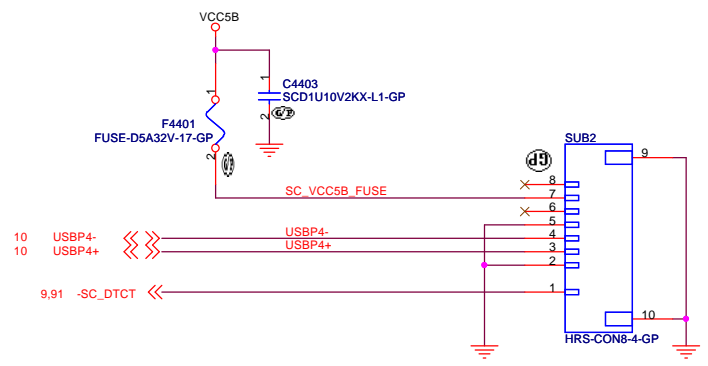 VCC5B
1
C4403
SCD1U10V2KX-L1-GP
2
G/P
1
F4401
FUSE-D5A32V-17-GP
2
G/P
SUB2
GP
9
8
SC_VCC5B_FUSE
7
6
5
10 USBP4- USBP4- 4
10 USBP4+ USBP4+ 3
2
9,91 -SC_DTCT 1
10
HRS-CON8-4-GP